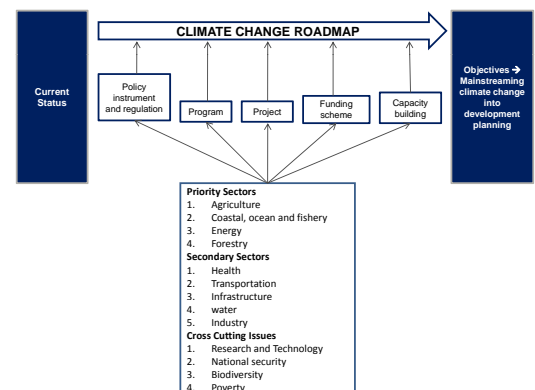 CLIMATE CHANGE ROADMAP
Current
Status
Policy
instrument
and regulation
Program
Project
Funding
scheme
Capacity
building
Objectives →
Mainstreaming
climate change
into
development
planning
Priority Sectors
1. Agriculture
2. Coastal, ocean and fishery
3. Energy
4. Forestry
Secondary Sectors
1. Health
2. Transportation
3. Infrastructure
4. water
5. Industry
Cross Cutting Issues
1. Research and Technology
2. National security
3. Biodiversity
4. Poverty